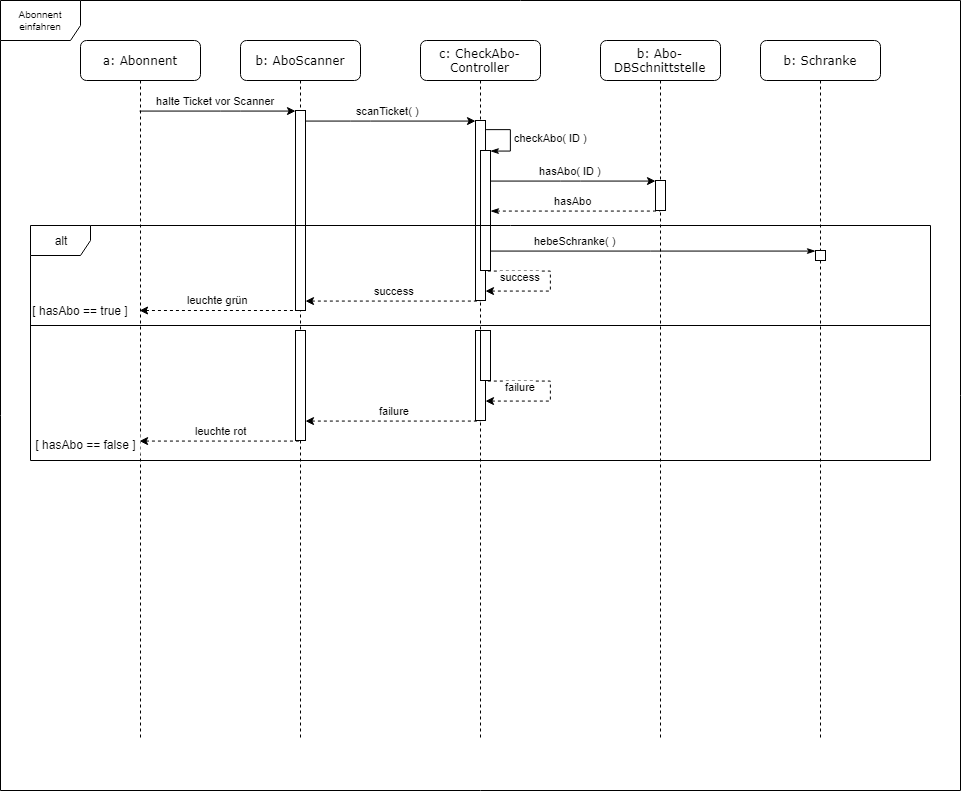 Abonnent
einfahren
a: Abonnent
b: AboScanner
c: CheckAbo-
Controller
b: Abo-
DBSchnittstelle
b: Schranke
halte Ticket vor Scanner
scanTicket( )
checkAbo( ID )
hasAbo( ID )
hasAbo
alt
hebeSchranke( )
success
success
leuchte grün
[ hasAbo == true ]
failure
failure
leuchte rot
[ hasAbo == false ]